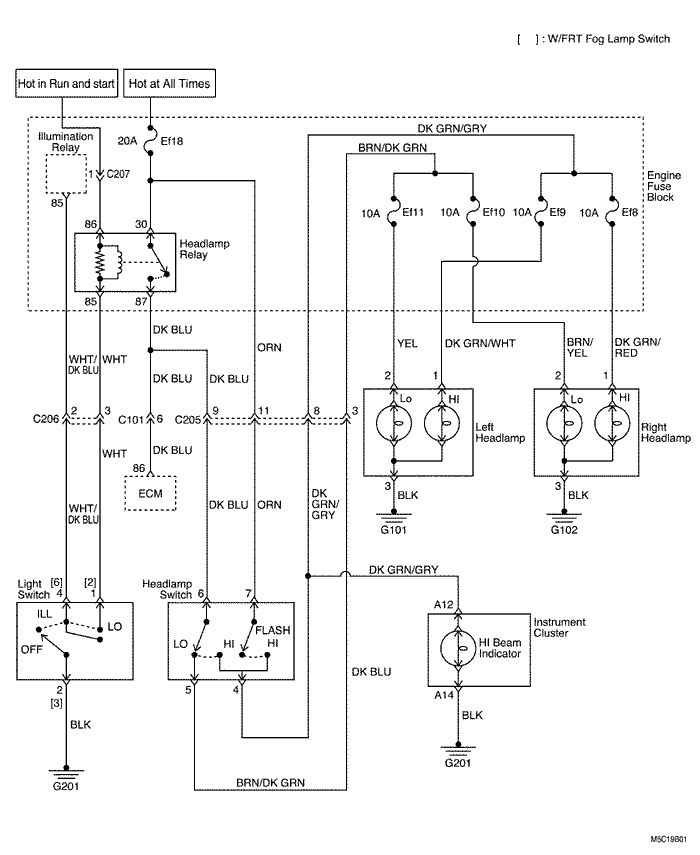 [ ] : W/FRT Fog Lamp Switch
Hot in Run and start
Hot at All Times
DK GRN/GRY
BRN/DK GRN
Illumination
Relay
20A
Ef18
1
C207
Engine
Fuse
Block
85
10A
Ef11
10A
Ef10
10A
Ef9
10A
Ef8
86
30
Headlamp
Relay
85
87
DK BLU
YEL
DK GRN/WHT
BRN/
YEL
DK GRN/
RED
ORN
WHT/
DK BLU
WHT
DK BLU
DK BLU
2
1
2
1
Lo
HI
Lo
HI
C206
2
3
C101
6
C205
9
11
8
3
Left
Headlamp
Right
Headlamp
WHT
DK BLU
86
ECM
3
BLK
G101
3
BLK
G102
WHT/
DK BLU
DK BLU
ORN
DK
GRN/
GRY
DK GRN/GRY
Light
Switch
[6]
4
[2]
1
Headlamp
Switch
6
7
A12
Instrument
Cluster
ILL
LO
OFF
LO
HI
FLASH
HI
HI Beam
Indicator
DK BLU
2
[3]
5
4
A14
BLK
BLK
G201
G201
BRN/DK GRN
M5C19B01